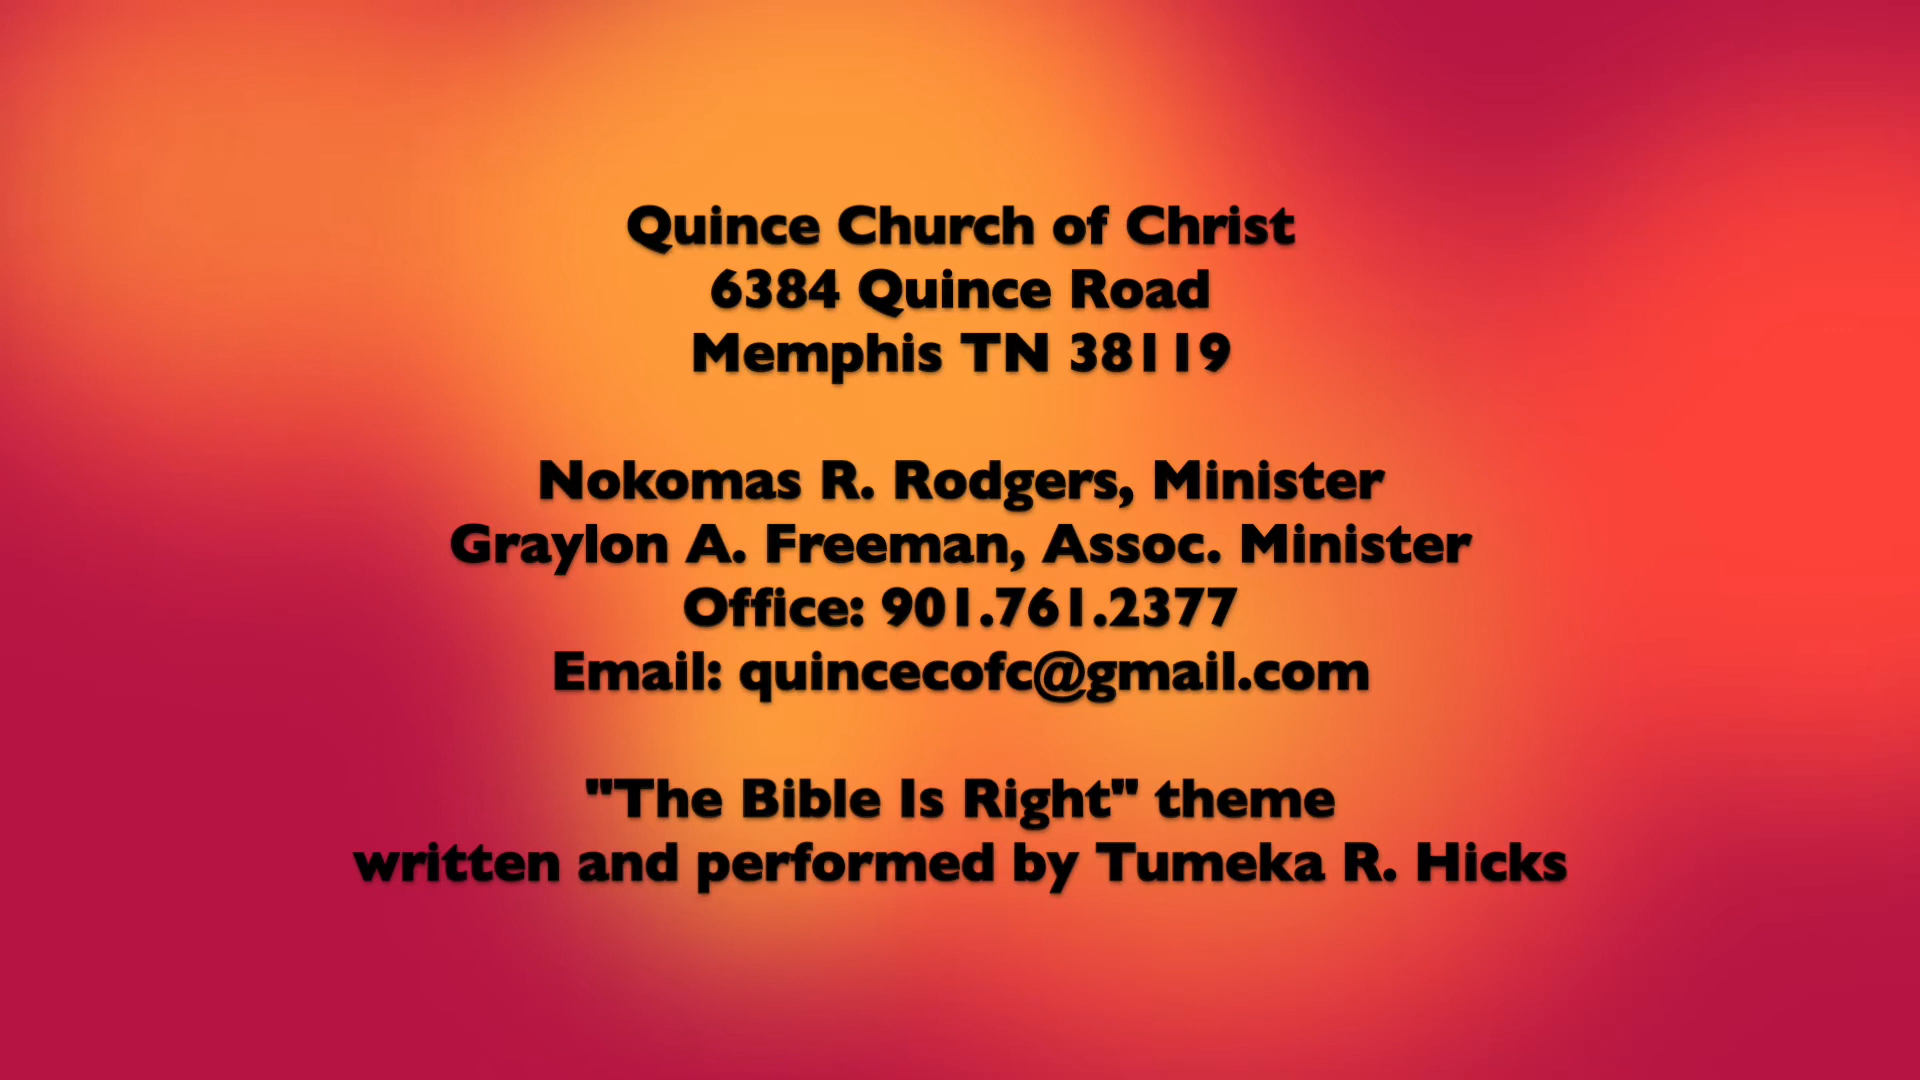 Quince Church of Christ
6384 Quince Road
Memphis TN 38119
Nokomas R. Rodgers, Minister
Graylon A. Freeman, Assoc. Minister
Office: 901.761.2377
Email: quincecofc@gmail.com
"The Bible Is Right" theme
written and performed by Tumeka R. Hicks